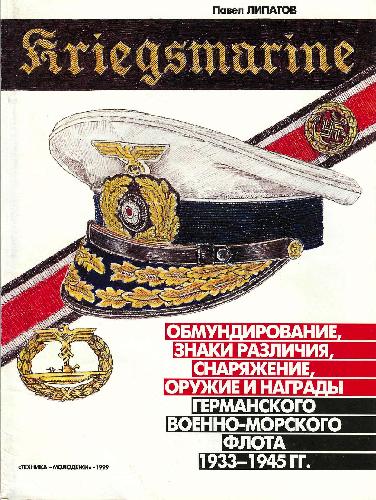 Павел ЛИПАТОВ
Kriegsmarine
ОБМУНДИРОВАНИЕ,
ЗНАКИ РАЗЛИЧИЯ,
СНАРЯЖЕНИЕ,
ОРУЖИЕ И НАГРАДЫ
ГЕРМАНСКОГО
ВОЕННО-МОРСКОГО
ФЛОТА
1933–1945 ГГ.
«ТЕХНИКА – МОЛОДЕЖИ» · 1999